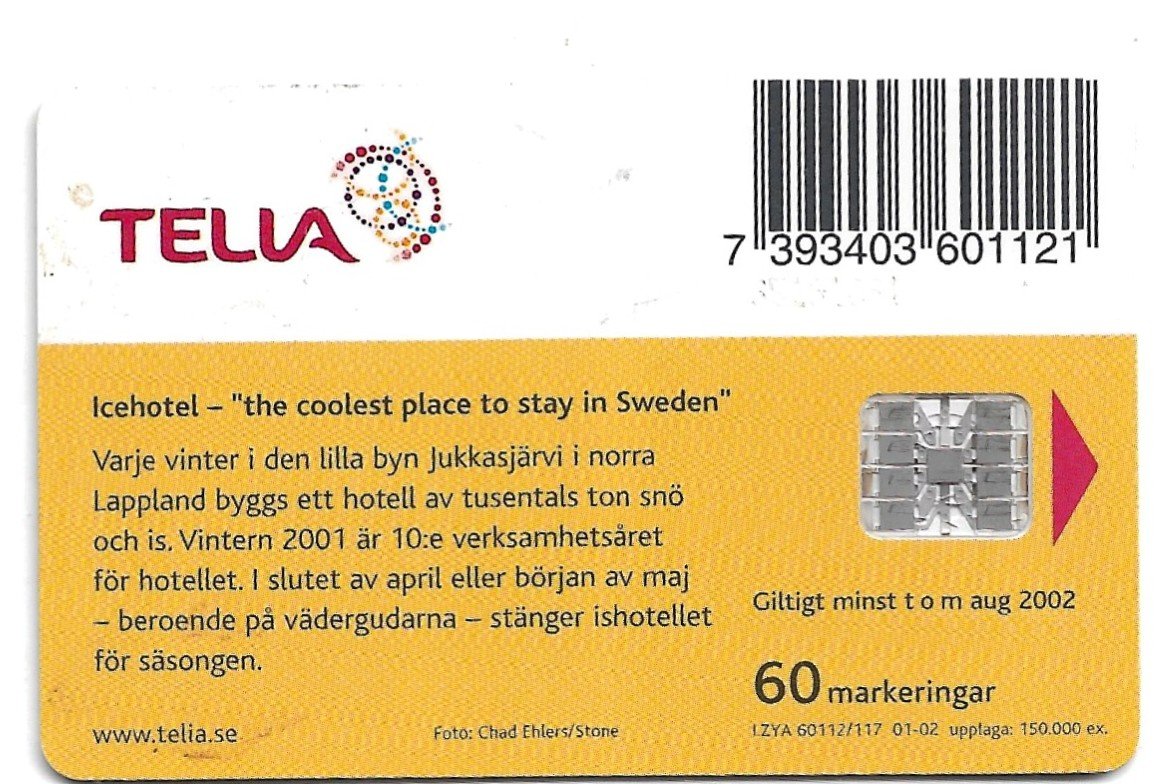 TELIA
7 393403 601121
Icehotel – "the coolest place to stay in Sweden"
Varje vinter i den lilla byn Jukkasjärvi i norra
Lappland byggs ett hotell av tusentals ton snö
och is. Vintern 2001 är 10:e verksamhetsåret
för hotellet. I slutet av april eller början av maj
– beroende på vädergudarna – stänger ishotellet
för säsongen.
Giltigt minst t o m aug 2002
60 markeringar
www.telia.se
Foto: Chad Ehlers/Stone
LZYA 60112/117 01-02 upplaga: 150.000 ex.